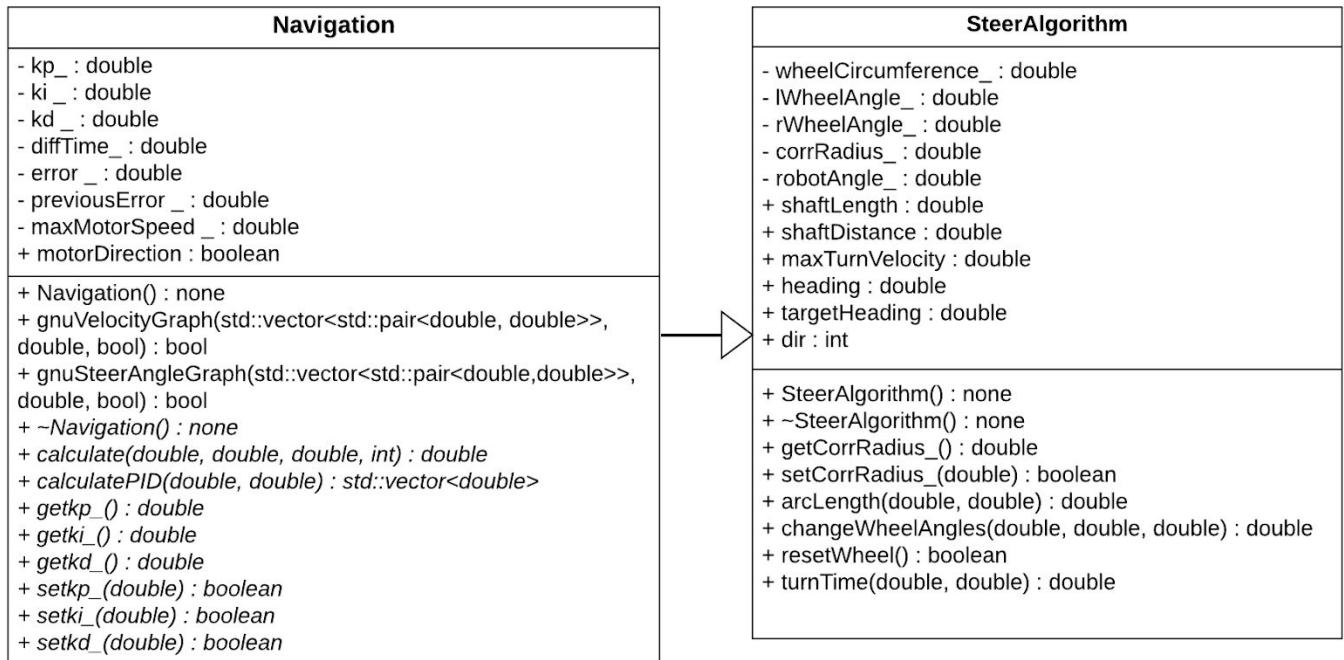 Navigation
- kp_ : double
- ki _ : double
- kd _ : double
- diffTime_ : double
- error _ : double
- previousError _ : double
- maxMotorSpeed _ : double
+ motorDirection : boolean
+ Navigation() : none
+ gnuVelocityGraph(std::vector<std::pair<double, double>>,
double, bool) : bool
+ gnuSteerAngleGraph(std::vector<std::pair<double,double>>,
double, bool) : bool
+ ~Navigation() : none
+ calculate(double, double, double, int) : double
+ calculatePID(double, double) : std::vector<double>
+ getkp_() : double
+ getki_() : double
+ getkd_() : double
+ setkp_(double) : boolean
+ setki_(double) : boolean
+ setkd_(double) : boolean
SteerAlgorithm
- wheelCircumference_ : double
- lWheelAngle_ : double
- rWheelAngle_ : double
- corrRadius_ : double
- robotAngle_ : double
+ shaftLength : double
+ shaftDistance : double
+ maxTurnVelocity : double
+ heading : double
+ targetHeading : double
+ dir : int
+ SteerAlgorithm() : none
+ ~SteerAlgorithm() : none
+ getCorrRadius_() : double
+ setCorrRadius_(double) : boolean
+ arcLength(double, double) : double
+ changeWheelAngles(double, double, double) : double
+ resetWheel() : boolean
+ turnTime(double, double) : double